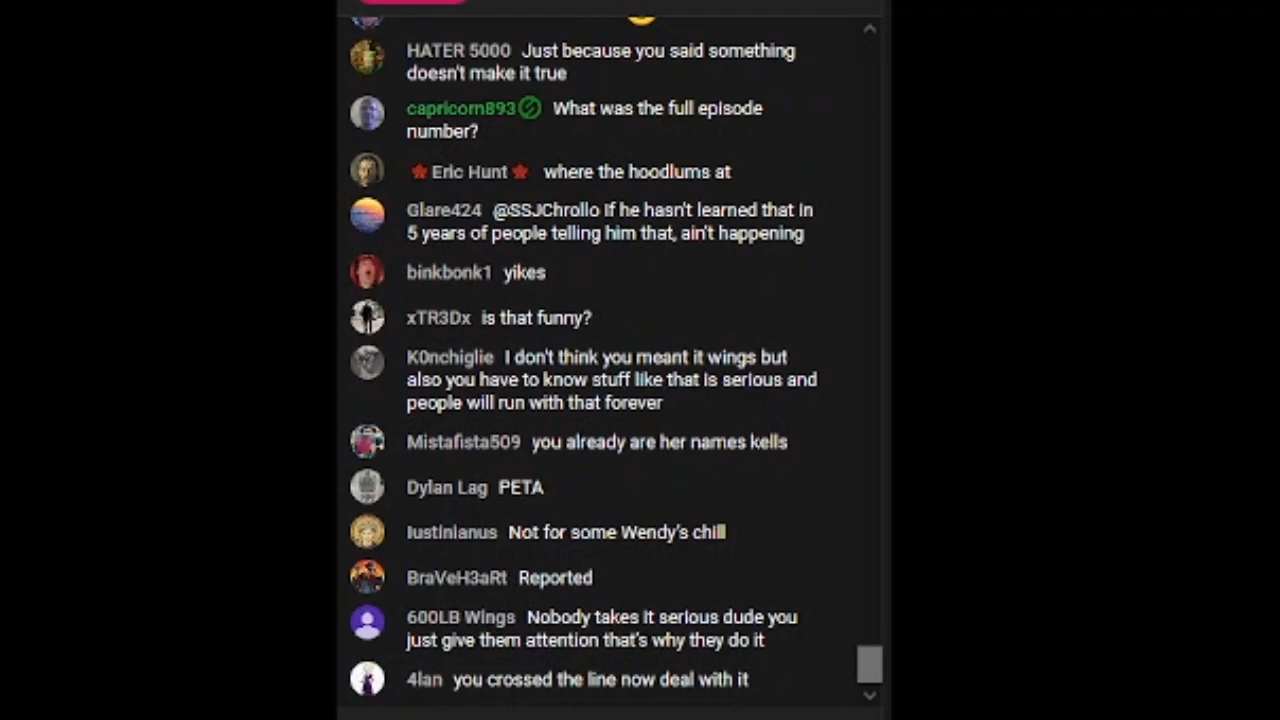 HATER 5000 Just because you said something
doesn't make it true
capricorn893 What was the full episode
number?
Eric Hunt where the hoodlums at
Glare424 @SSJChrollo If he hasn't learned that in
5 years of people telling him that, ain't happening
binkbonk1 yikes
xTR3Dx is that funny?
K0nchiglie I don't think you meant it wings but
also you have to know stuff like that is serious and
people will run with that forever
Mistafista509 you already are her names kells
Dylan Lag PETA
Iustinianus Not for some Wendy's chill
BraVeH3aRt Reported
600LB Wings Nobody takes it serious dude you
just give them attention that's why they do it
4lan you crossed the line now deal with it